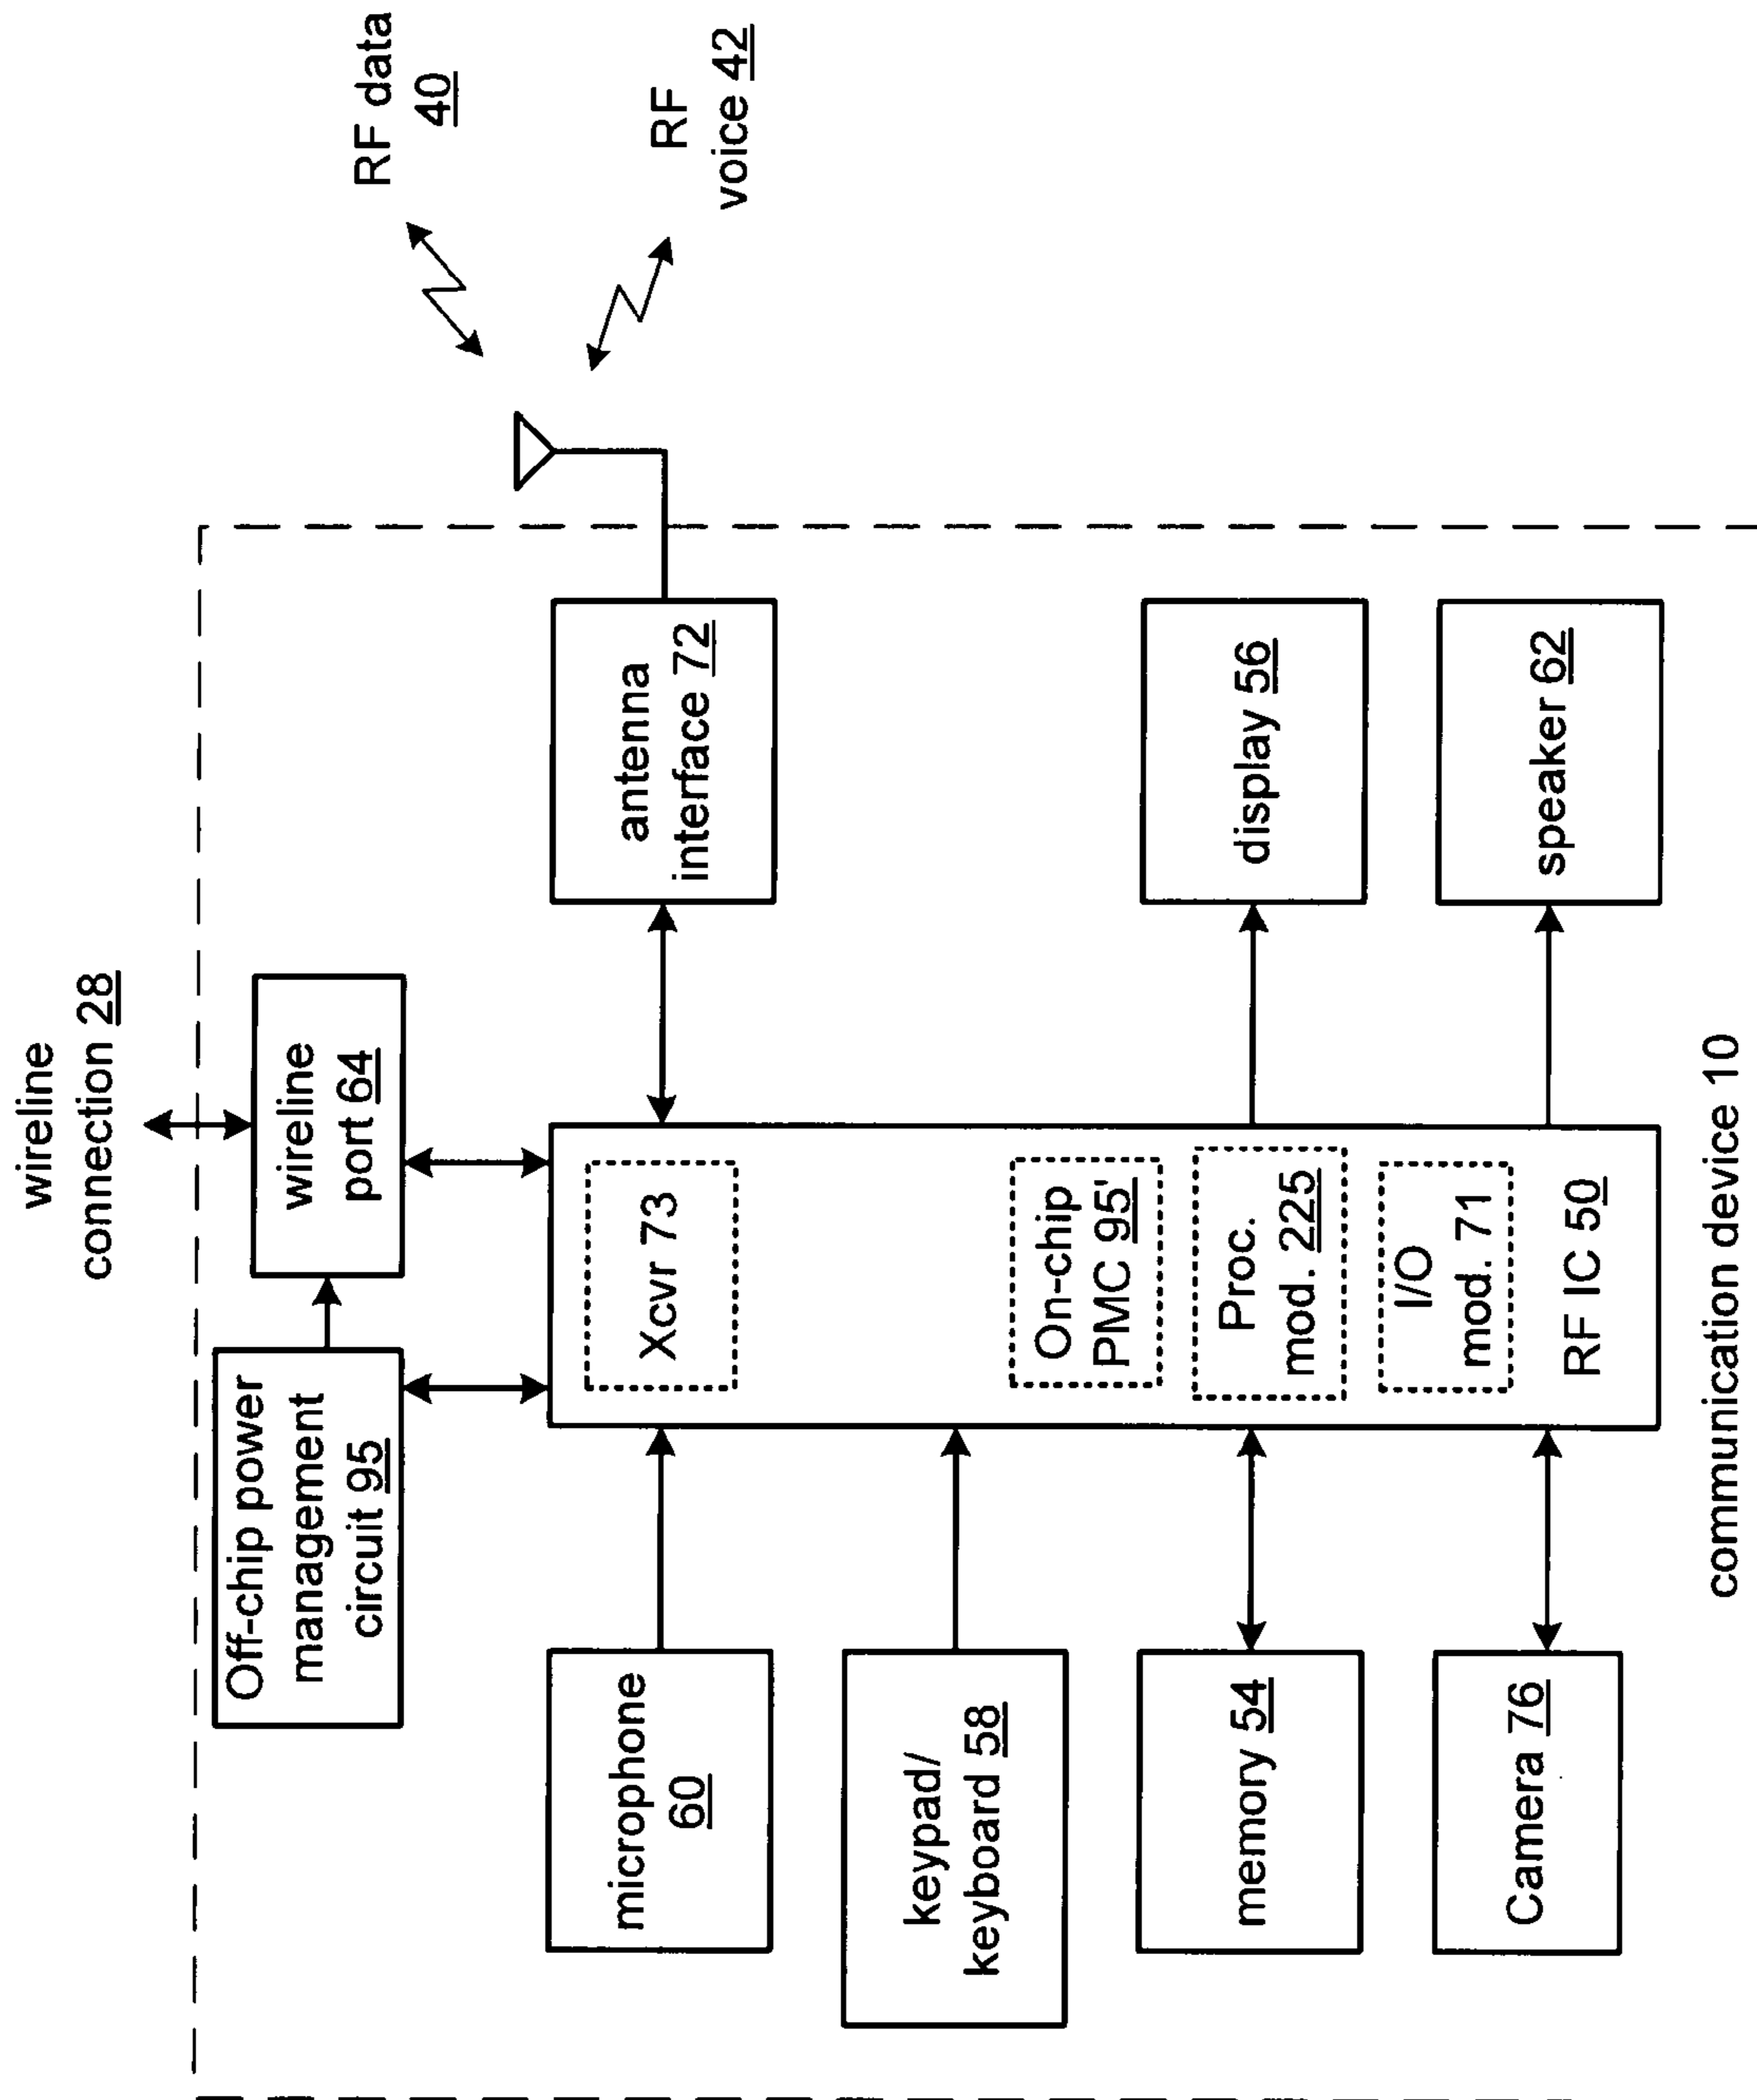 wireline
connection 28
RF data
40
RF
voice 42
Off-chip power
management
circuit 95
wireline
port 64
microphone
60
Xcvr 73
antenna
interface 72
keypad/
keyboard 58
On-chip
PMC 95'
memory 54
Proc.
mod. 225
display 56
Camera 76
I/O
mod. 71
RF IC 50
speaker 62
communication device 10